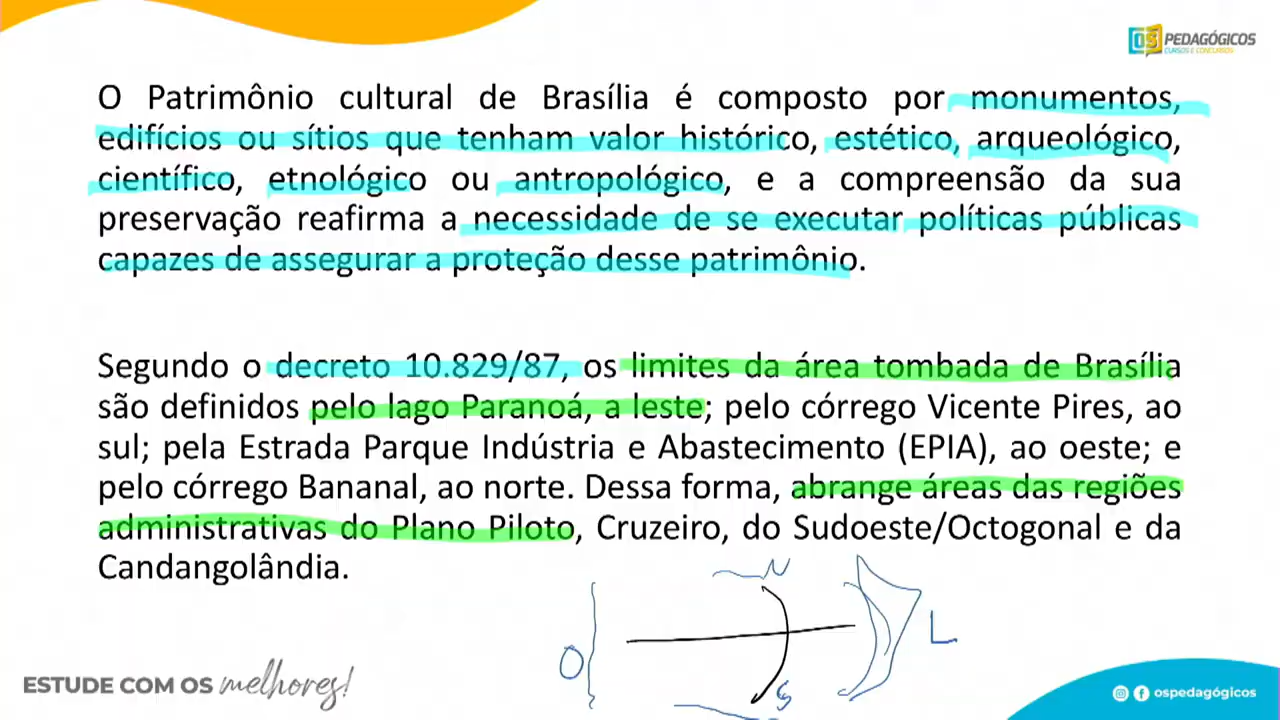 OS PEDAGÓGICOS
CURSOS E CONCURSOS
O Patrimônio cultural de Brasília é composto por monumentos,
edifícios ou sítios que tenham valor histórico, estético, arqueológico,
científico, etnológico ou antropológico, e a compreensão da sua
preservação reafirma a necessidade de se executar políticas públicas
capazes de assegurar a proteção desse patrimônio.
Segundo o decreto 10.829/87, os limites da área tombada de Brasília
são definidos pelo lago Paranoá, a leste; pelo córrego Vicente Pires, ao
sul; pela Estrada Parque Indústria e Abastecimento (EPIA), ao oeste; e
pelo córrego Bananal, ao norte. Dessa forma, abrange áreas das regiões
administrativas do Plano Piloto, Cruzeiro, do Sudoeste/Octogonal e da
Candangolândia.
N
L
O
S
ESTUDE COM OS melhores!
ospedagógicos